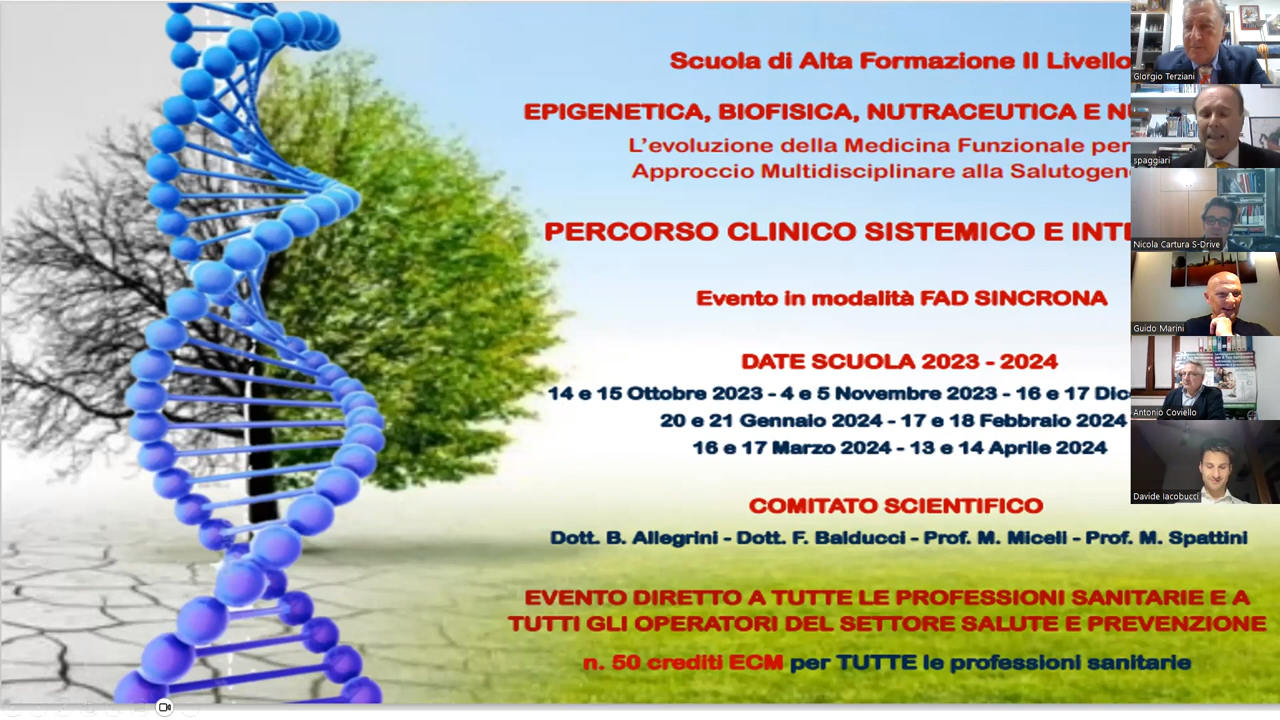 Scuola di Alta Formazione II Livello
EPIGENETICA, BIOFISICA, NUTRACEUTICA E
L'evoluzione della Medicina Funzionale per
Approccio Multidisciplinare alla
PERCORSO CLINICO SISTEMICO E
Evento in modalità FAD SINCRONA
DATE SCUOLA 2023 - 2024
14 e 15 Ottobre 2023 - 4 e 5 Novembre 2023 - 16 e 17
20 e 21 Gennaio 2024 - 17 e 18 Febbraio 2024
16 e 17 Marzo 2024 - 13 e 14 Aprile 2024
COMITATO SCIENTIFICO
Dott. B. Allegrini - Dott. F. Balducci - Prof. M. Miceli - Prof. M. Spattini
EVENTO DIRETTO A TUTTE LE PROFESSIONI SANITARIE E A
TUTTI GLI OPERATORI DEL SETTORE SALUTE E PREVENZIONE
n. 50 crediti ECM per TUTTE le professioni sanitarie
Giorgio Terziani
spaggiari
Nicola Cartura S-Drive
Guido Marini
Antonio Coviello
Davide Iacobucci